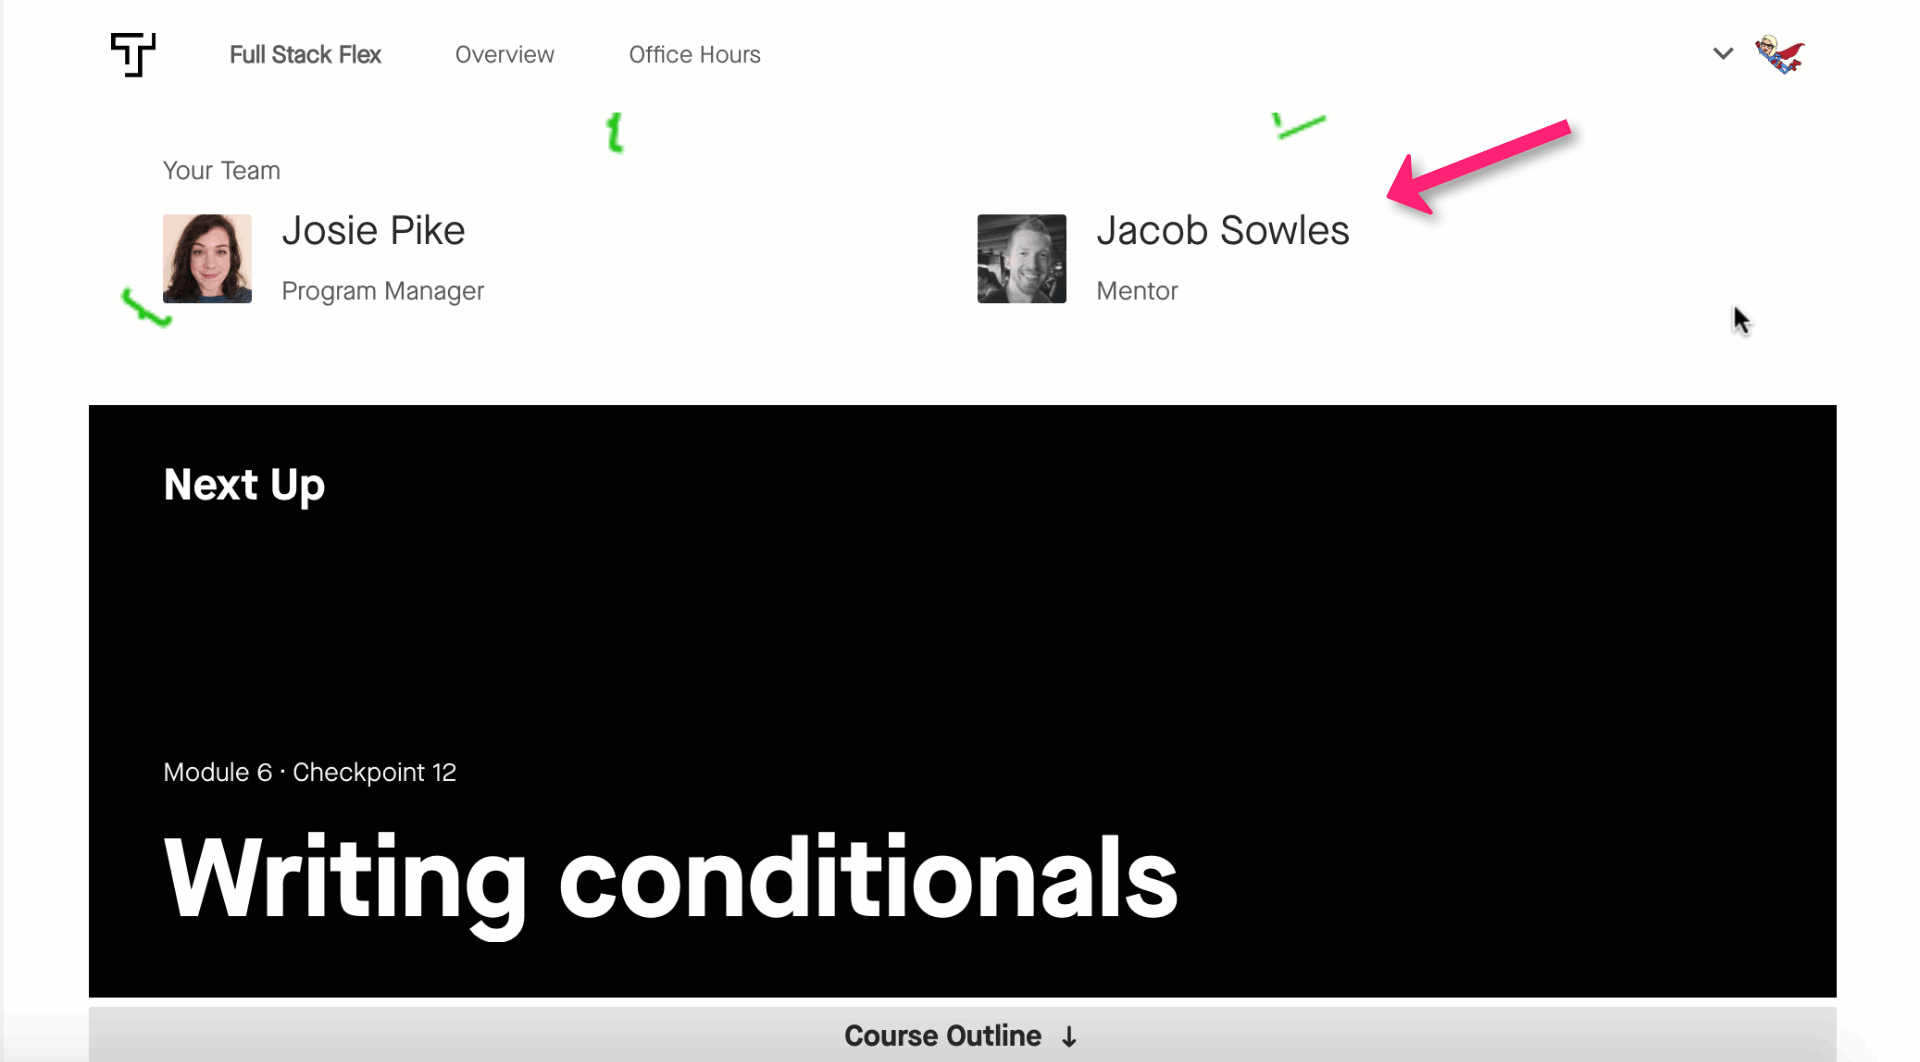 Full Stack Flex Overview Office Hours
Your Team
Josie Pike
Program Manager
Jacob Sowles
Mentor
Next Up
Module 6 · Checkpoint 12
Writing conditionals
Course Outline ↓